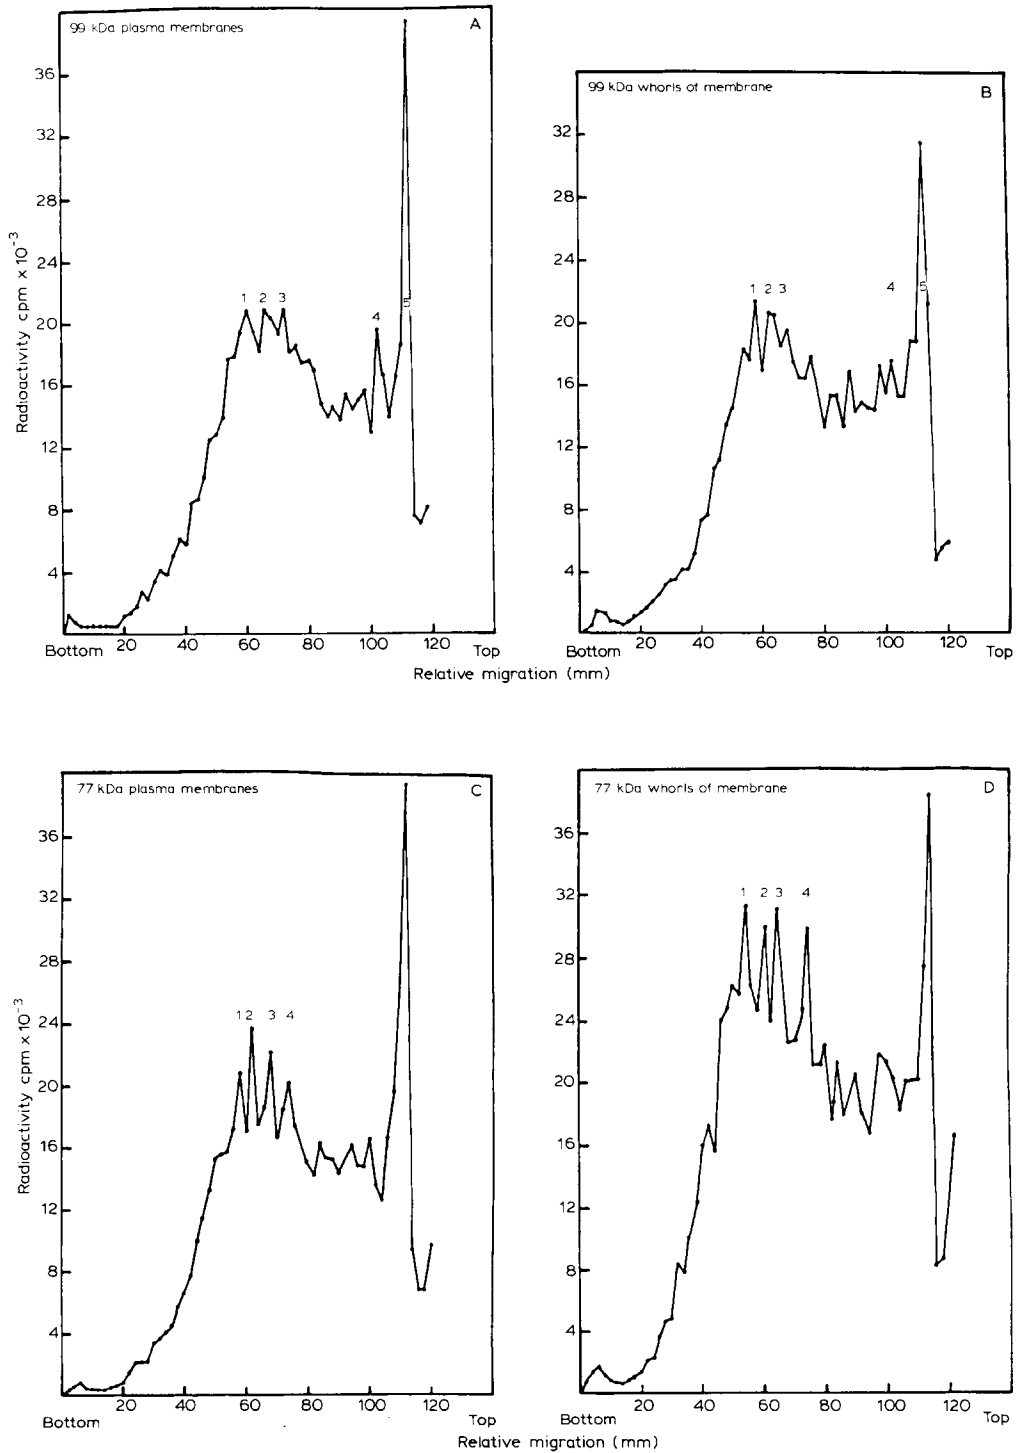 99 kDa plasma membranes
A
36
32
28
24
20
16
12
8
4
1 2 3
4
5
Radioactivity cpm x 10⁻³
Bottom 20 40 60 80 100 120 Top
99 kDa whorls of membrane
B
32
28
24
20
16
12
8
4
1 2 3
4
5
Bottom 20 40 60 80 100 120 Top
Relative migration (mm)
77 kDa plasma membranes
C
36
32
28
24
20
16
12
8
4
1 2 3 4
Radioactivity cpm x 10⁻³
Bottom 20 40 60 80 100 120 Top
77 kDa whorls of membrane
D
36
32
28
24
20
16
12
8
4
1 2 3 4
Bottom 20 40 60 80 100 120 Top
Relative migration (mm)